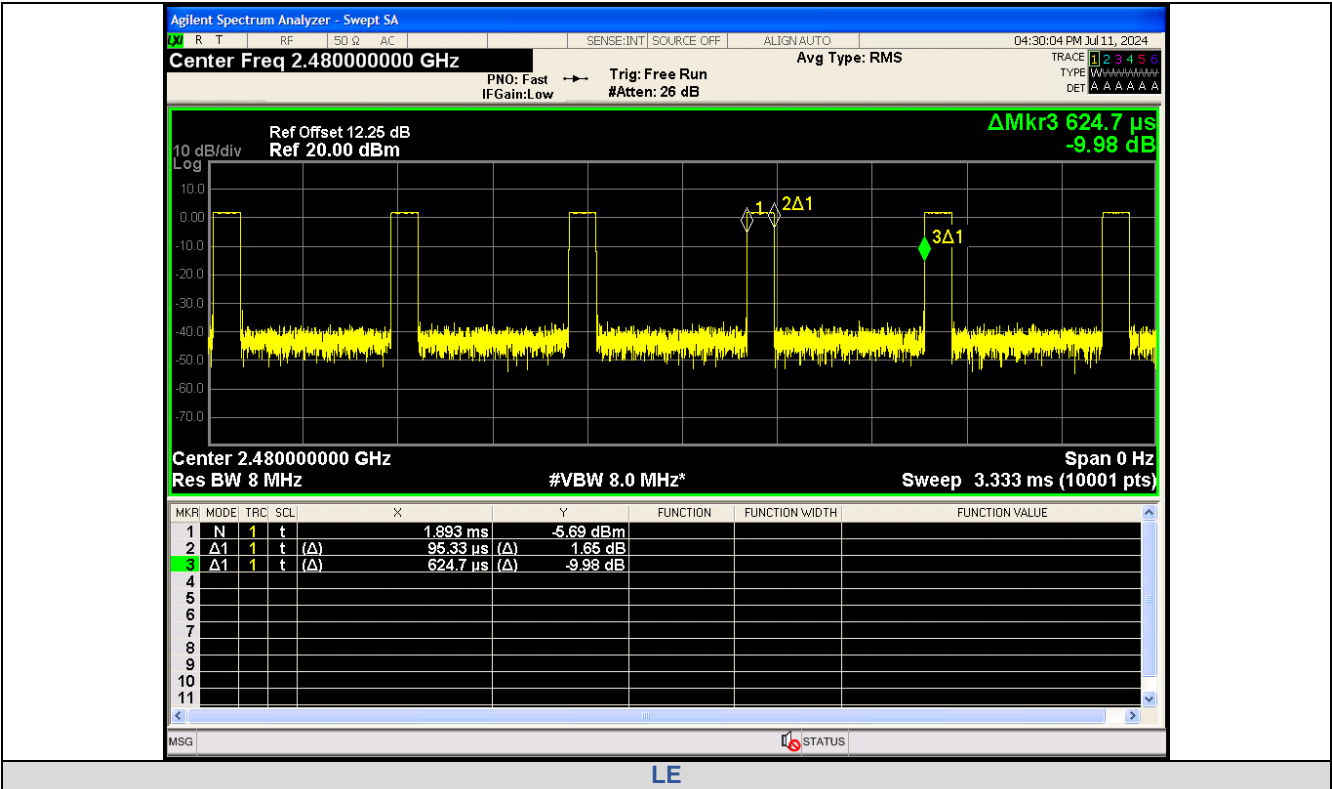 Agilent Spectrum Analyzer - Swept SA
LXI R T RF 50 Ω AC SENSE:INT SOURCE OFF ALIGN AUTO 04:30:04 PM Jul 11, 2024
Center Freq 2.480000000 GHz Avg Type: RMS TRACE 1 2 3 4 5 6
PNO: Fast Trig: Free Run TYPE WWWWWW
IFGain:Low #Atten: 26 dB DET A A A A A A
ΔMkr3 624.7 µs
-9.98 dB
Ref Offset 12.25 dB
10 dB/div Ref 20.00 dBm
Log
10.0
0.00
-10.0
-20.0
-30.0
-40.0
-50.0
-60.0
-70.0
1 2Δ1
3Δ1
Center 2.480000000 GHz Span 0 Hz
Res BW 8 MHz #VBW 8.0 MHz* Sweep 3.333 ms (10001 pts)
MKR MODE TRC SCL X Y FUNCTION FUNCTION WIDTH FUNCTION VALUE
1 N 1 t 1.893 ms -5.69 dBm
2 Δ1 1 t (Δ) 95.33 µs (Δ) 1.65 dB
3 Δ1 1 t (Δ) 624.7 µs (Δ) -9.98 dB
4
5
6
7
8
9
10
11
MSG STATUS
LE